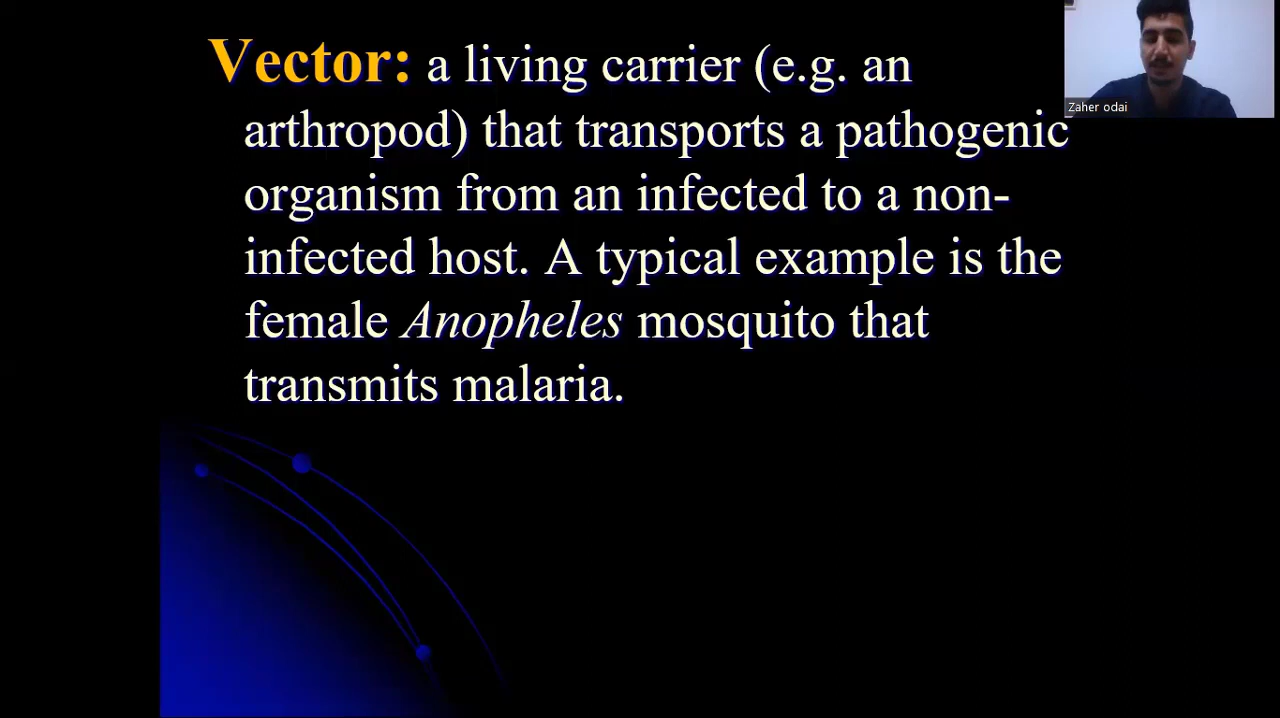 Vector: a living carrier (e.g. an
arthropod) that transports a pathogenic
organism from an infected to a non-
infected host. A typical example is the
female Anopheles mosquito that
transmits malaria.
Zaher odai